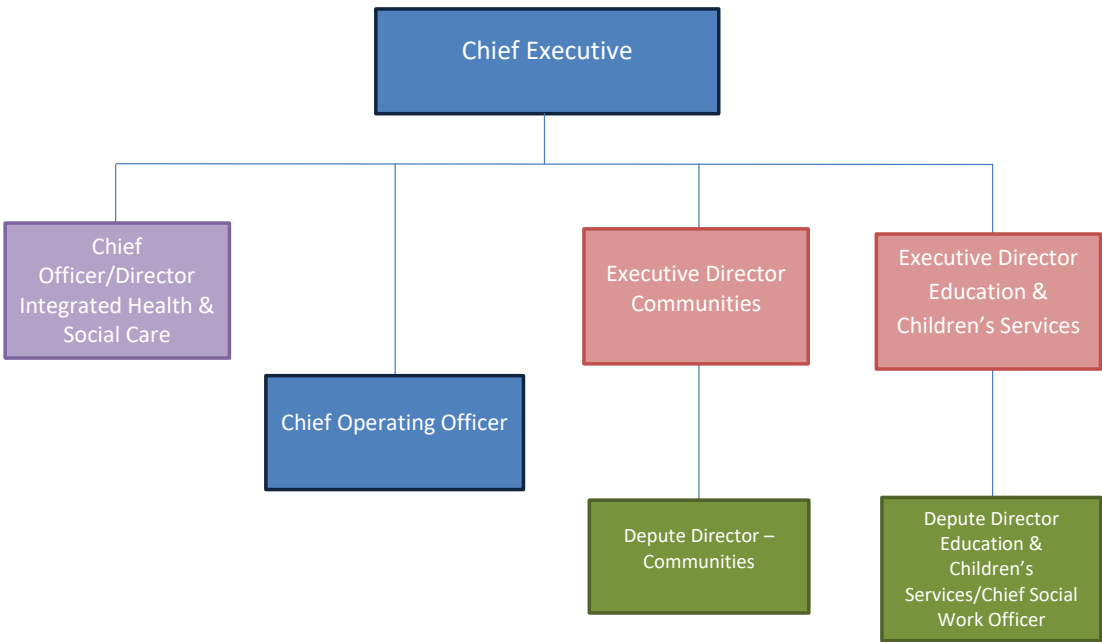 Chief Executive
Chief
Officer/Director
Integrated Health &
Social Care
Chief Operating Officer
Executive Director
Communities
Executive Director
Education &
Children’s Services
Depute Director –
Communities
Depute Director
Education &
Children’s
Services/Chief Social
Work Officer